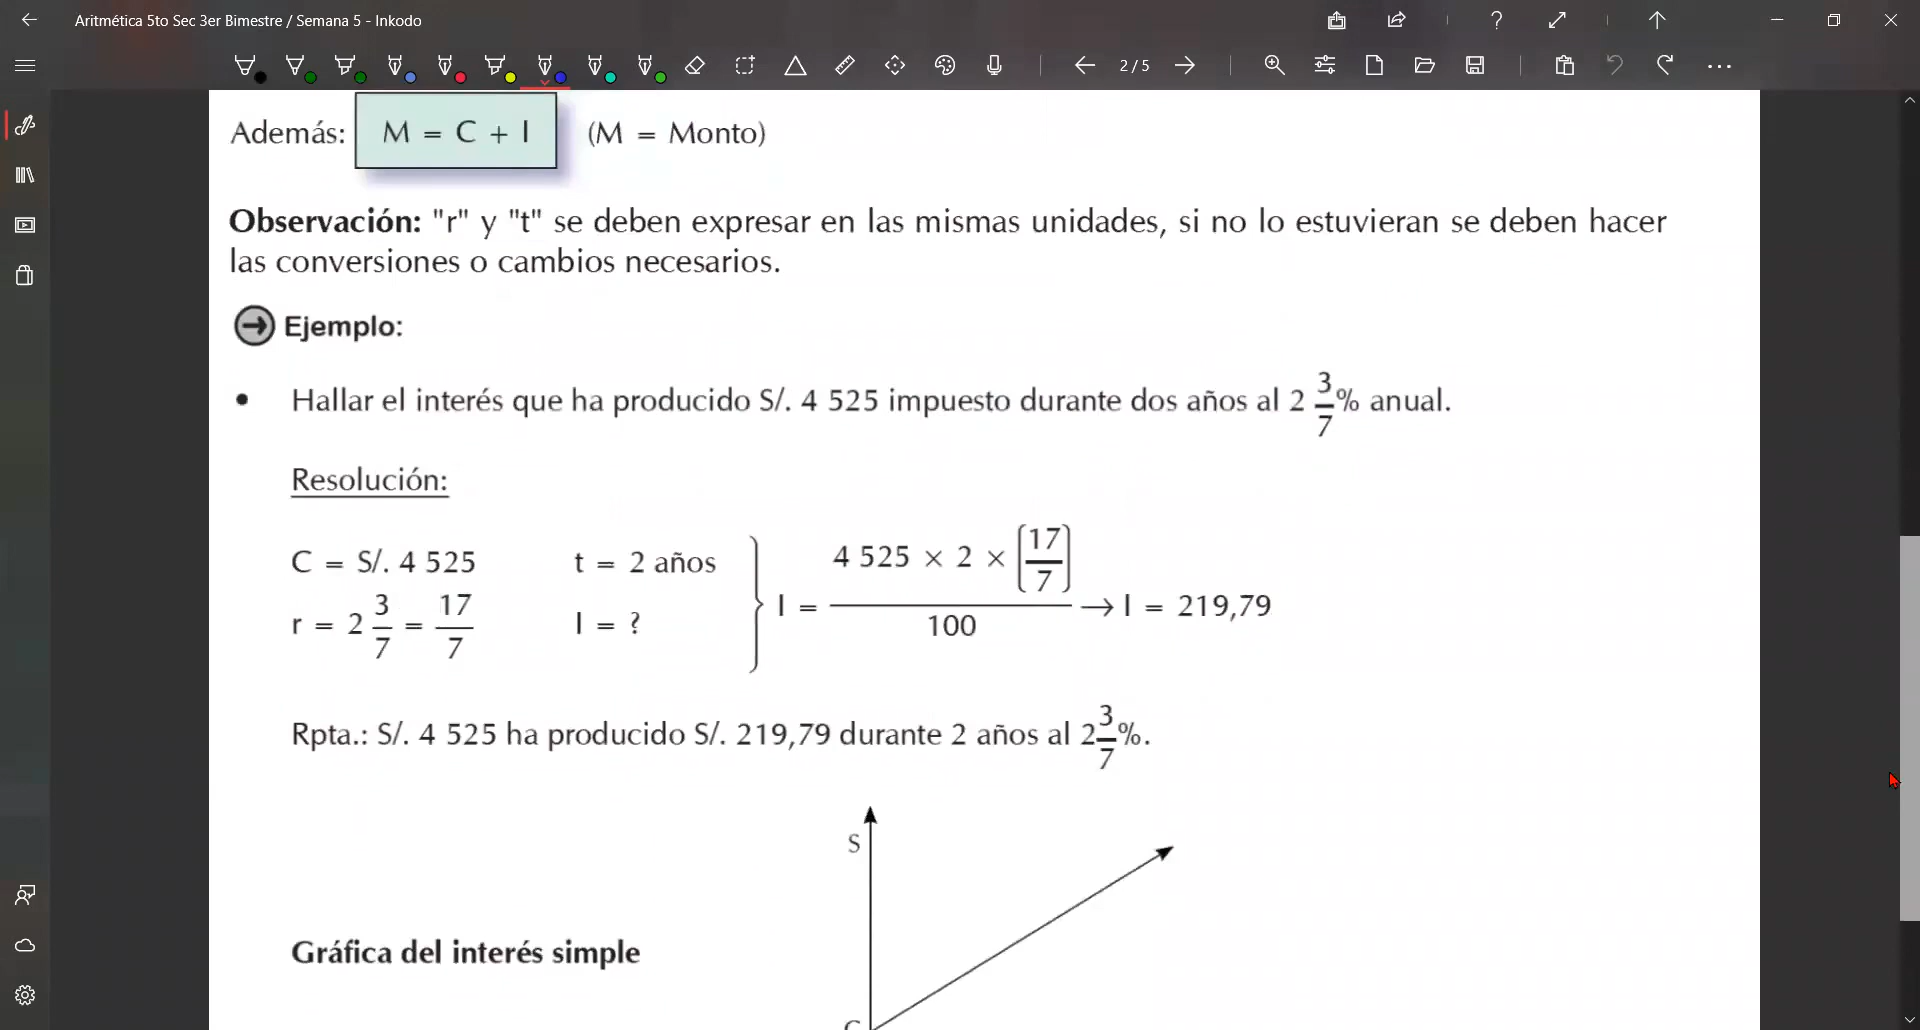 Aritmética 5to Sec 3er Bimestre / Semana 5 - Inkodo
2 / 5
Además: M = C + I (M = Monto)
Observación: "r" y "t" se deben expresar en las mismas unidades, si no lo estuvieran se deben hacer
las conversiones o cambios necesarios.
Ejemplo:
• Hallar el interés que ha producido S/. 4 525 impuesto durante dos años al 2 3/7% anual.
Resolución:
C = S/. 4 525 t = 2 años
r = 2 3/7 = 17/7 I = ?
I = 4 525 × 2 × (17/7) / 100 → I = 219,79
Rpta.: S/. 4 525 ha producido S/. 219,79 durante 2 años al 2 3/7%.
S
Gráfica del interés simple